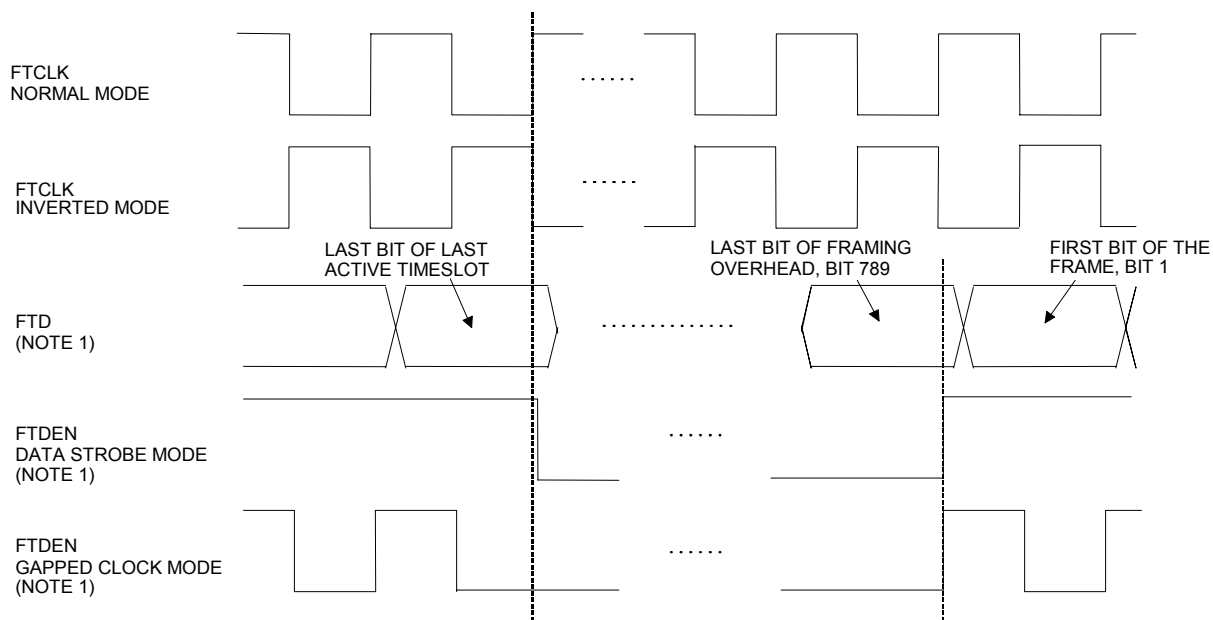 FTCLK
NORMAL MODE
FTCLK
INVERTED MODE
LAST BIT OF LAST
ACTIVE TIMESLOT
LAST BIT OF FRAMING
OVERHEAD, BIT 789
FIRST BIT OF THE
FRAME, BIT 1
FTD
(NOTE 1)
FTDEN
DATA STROBE MODE
(NOTE 1)
FTDEN
GAPPED CLOCK MODE
(NOTE 1)